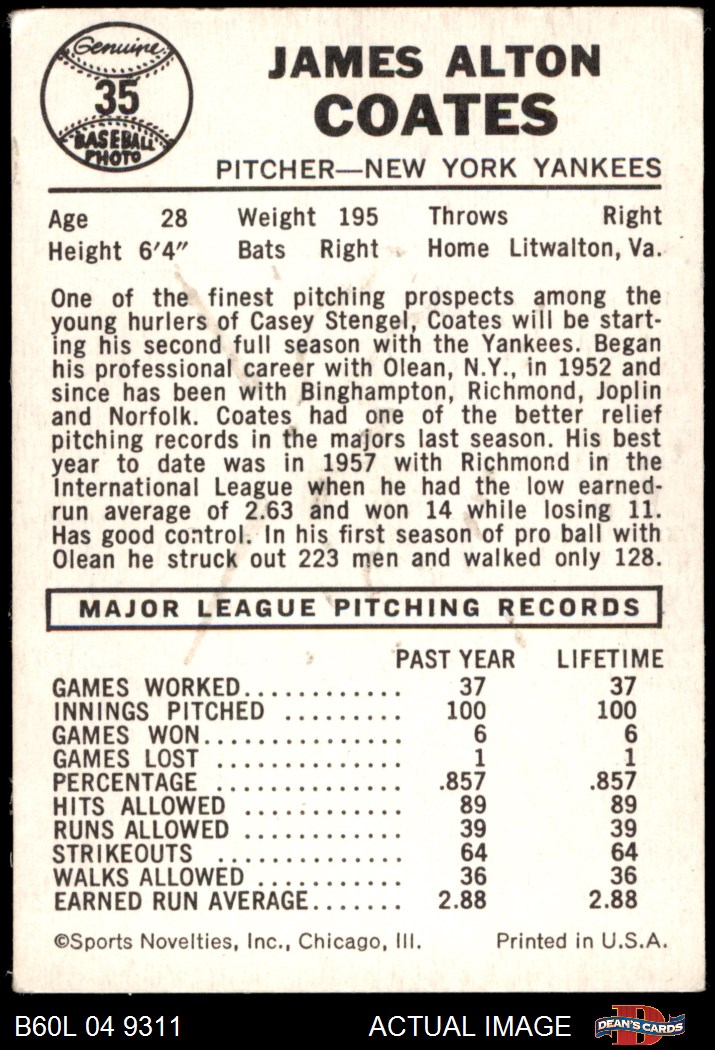 Genuine
35
BASEBALL
PHOTO
JAMES ALTON
COATES
PITCHER—NEW YORK YANKEES
Age 28 Weight 195 Throws Right
Height 6'4" Bats Right Home Litwalton, Va.
One of the finest pitching prospects among the
young hurlers of Casey Stengel, Coates will be start-
ing his second full season with the Yankees. Began
his professional career with Olean, N.Y., in 1952 and
since has been with Binghampton, Richmond, Joplin
and Norfolk. Coates had one of the better relief
pitching records in the majors last season. His best
year to date was in 1957 with Richmond in the
International League when he had the low earned-
run average of 2.63 and won 14 while losing 11.
Has good control. In his first season of pro ball with
Olean he struck out 223 men and walked only 128.
MAJOR LEAGUE PITCHING RECORDS
PAST YEAR LIFETIME
GAMES WORKED............. 37 37
INNINGS PITCHED ......... 100 100
GAMES WON................ 6 6
GAMES LOST .............. 1 1
PERCENTAGE .............. .857 .857
HITS ALLOWED ............ 89 89
RUNS ALLOWED ............ 39 39
STRIKEOUTS .............. 64 64
WALKS ALLOWED ........... 36 36
EARNED RUN AVERAGE....... 2.88 2.88
©Sports Novelties, Inc., Chicago, Ill. Printed in U.S.A.
B60L 04 9311 ACTUAL IMAGE D DEAN'S CARDS